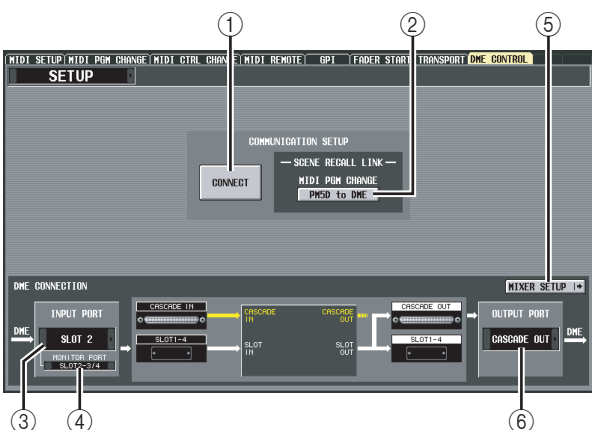 ① ② ⑤
MIDI SETUP MIDI PGM CHANGE MIDI CTRL CHANGE MIDI REMOTE GPI FADER START TRANSPORT DME CONTROL
SETUP
COMMUNICATION SETUP
CONNECT
SCENE RECALL LINK
MIDI PGM CHANGE
PM5D to DME
DME CONNECTION
MIXER SETUP
INPUT PORT
DME
SLOT 2
MONITOR PORT
SLOT2-3/4
CASCADE IN
SLOT1-4
CASCADE IN
CASCADE OUT
SLOT IN
SLOT OUT
CASCADE OUT
SLOT1-4
OUTPUT PORT
CASCADE OUT
DME
③ ④ ⑥